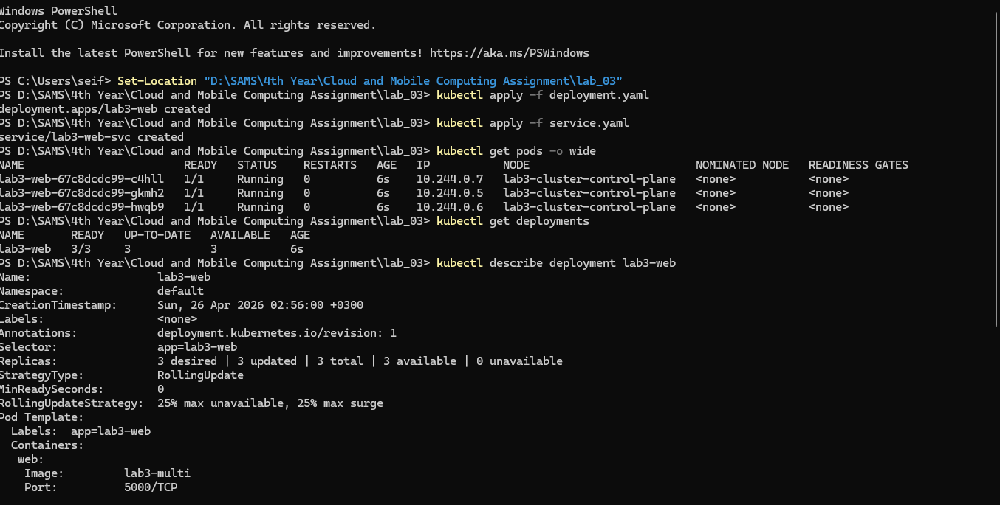 Windows PowerShell
Copyright (C) Microsoft Corporation. All rights reserved.
Install the latest PowerShell for new features and improvements! https://aka.ms/PSWindows
PS C:\Users\seif> Set-Location "D:\SAMS\4th Year\Cloud and Mobile Computing Assignment\lab_03"
PS D:\SAMS\4th Year\Cloud and Mobile Computing Assignment\lab_03> kubectl apply -f deployment.yaml
deployment.apps/lab3-web created
PS D:\SAMS\4th Year\Cloud and Mobile Computing Assignment\lab_03> kubectl apply -f service.yaml
service/lab3-web-svc created
PS D:\SAMS\4th Year\Cloud and Mobile Computing Assignment\lab_03> kubectl get pods -o wide
NAME READY STATUS RESTARTS AGE IP NODE NOMINATED NODE READINESS GATES
lab3-web-67c8dcdc99-c4hll 1/1 Running 0 6s 10.244.0.7 lab3-cluster-control-plane <none> <none>
lab3-web-67c8dcdc99-gkmh2 1/1 Running 0 6s 10.244.0.5 lab3-cluster-control-plane <none> <none>
lab3-web-67c8dcdc99-hwqb9 1/1 Running 0 6s 10.244.0.6 lab3-cluster-control-plane <none> <none>
PS D:\SAMS\4th Year\Cloud and Mobile Computing Assignment\lab_03> kubectl get deployments
NAME READY UP-TO-DATE AVAILABLE AGE
lab3-web 3/3 3 3 6s
PS D:\SAMS\4th Year\Cloud and Mobile Computing Assignment\lab_03> kubectl describe deployment lab3-web
Name: lab3-web
Namespace: default
CreationTimestamp: Sun, 26 Apr 2026 02:56:00 +0300
Labels: <none>
Annotations: deployment.kubernetes.io/revision: 1
Selector: app=lab3-web
Replicas: 3 desired | 3 updated | 3 total | 3 available | 0 unavailable
StrategyType: RollingUpdate
MinReadySeconds: 0
RollingUpdateStrategy: 25% max unavailable, 25% max surge
Pod Template:
Labels: app=lab3-web
Containers:
web:
Image: lab3-multi
Port: 5000/TCP